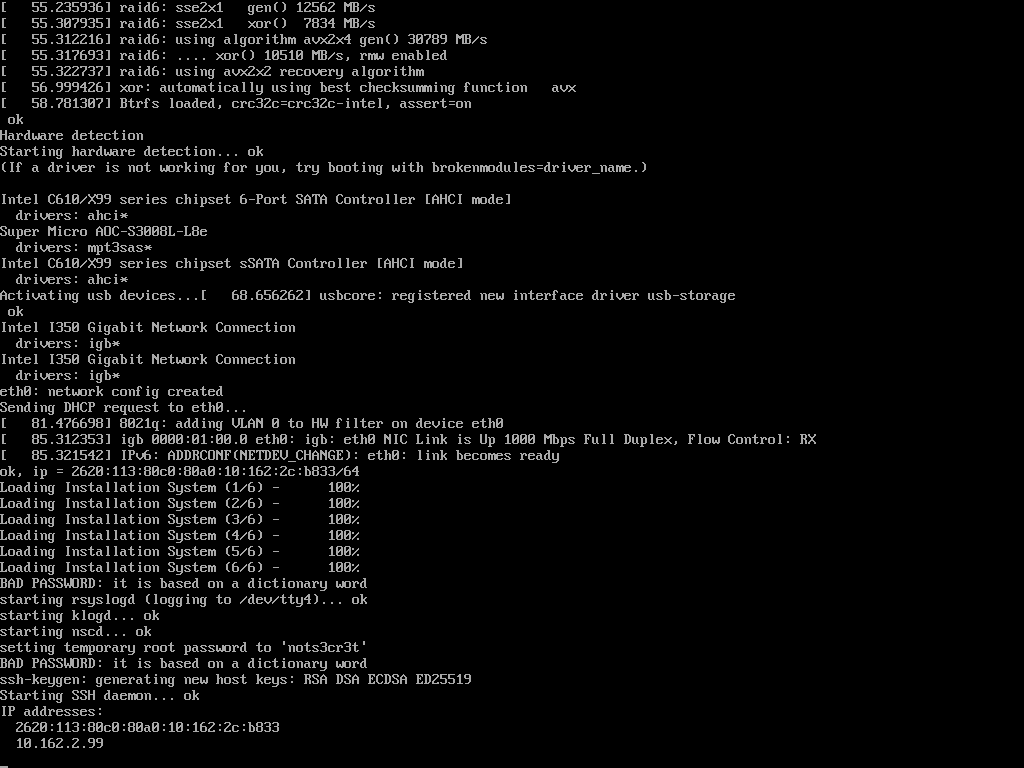 [   55.235936] raid6: sse2x1   gen() 12562 MB/s
[   55.307935] raid6: sse2x1   xor()  7834 MB/s
[   55.312216] raid6: using algorithm avx2x4 gen() 30789 MB/s
[   55.317693] raid6: .... xor() 10510 MB/s, rmw enabled
[   55.322737] raid6: using avx2x2 recovery algorithm
[   56.999426] xor: automatically using best checksumming function   avx
[   58.781307] Btrfs loaded, crc32c=crc32c-intel, assert=on
 ok
Hardware detection
Starting hardware detection... ok
(If a driver is not working for you, try booting with brokenmodules=driver_name.)

Intel C610/X99 series chipset 6-Port SATA Controller [AHCI mode]
  drivers: ahci*
Super Micro AOC-S3008L-L8e
  drivers: mpt3sas*
Intel C610/X99 series chipset sSATA Controller [AHCI mode]
  drivers: ahci*
Activating usb devices...[   68.656262] usbcore: registered new interface driver usb-storage
 ok
Intel I350 Gigabit Network Connection
  drivers: igb*
Intel I350 Gigabit Network Connection
  drivers: igb*
eth0: network config created
Sending DHCP request to eth0...
[   81.476698] 8021q: adding VLAN 0 to HW filter on device eth0
[   85.312353] igb 0000:01:00.0 eth0: igb: eth0 NIC Link is Up 1000 Mbps Full Duplex, Flow Control: RX
[   85.321542] IPv6: ADDRCONF(NETDEV_CHANGE): eth0: link becomes ready
ok, ip = 2620:113:80c0:80a0:10:162:2c:b833/64
Loading Installation System (1/6) -      100%
Loading Installation System (2/6) -      100%
Loading Installation System (3/6) -      100%
Loading Installation System (4/6) -      100%
Loading Installation System (5/6) -      100%
Loading Installation System (6/6) -      100%
BAD PASSWORD: it is based on a dictionary word
starting rsyslogd (logging to /dev/tty4)... ok
starting klogd... ok
starting nscd... ok
setting temporary root password to 'nots3cr3t'
BAD PASSWORD: it is based on a dictionary word
ssh-keygen: generating new host keys: RSA DSA ECDSA ED25519
Starting SSH daemon... ok
IP addresses:
  2620:113:80c0:80a0:10:162:2c:b833
  10.162.2.99